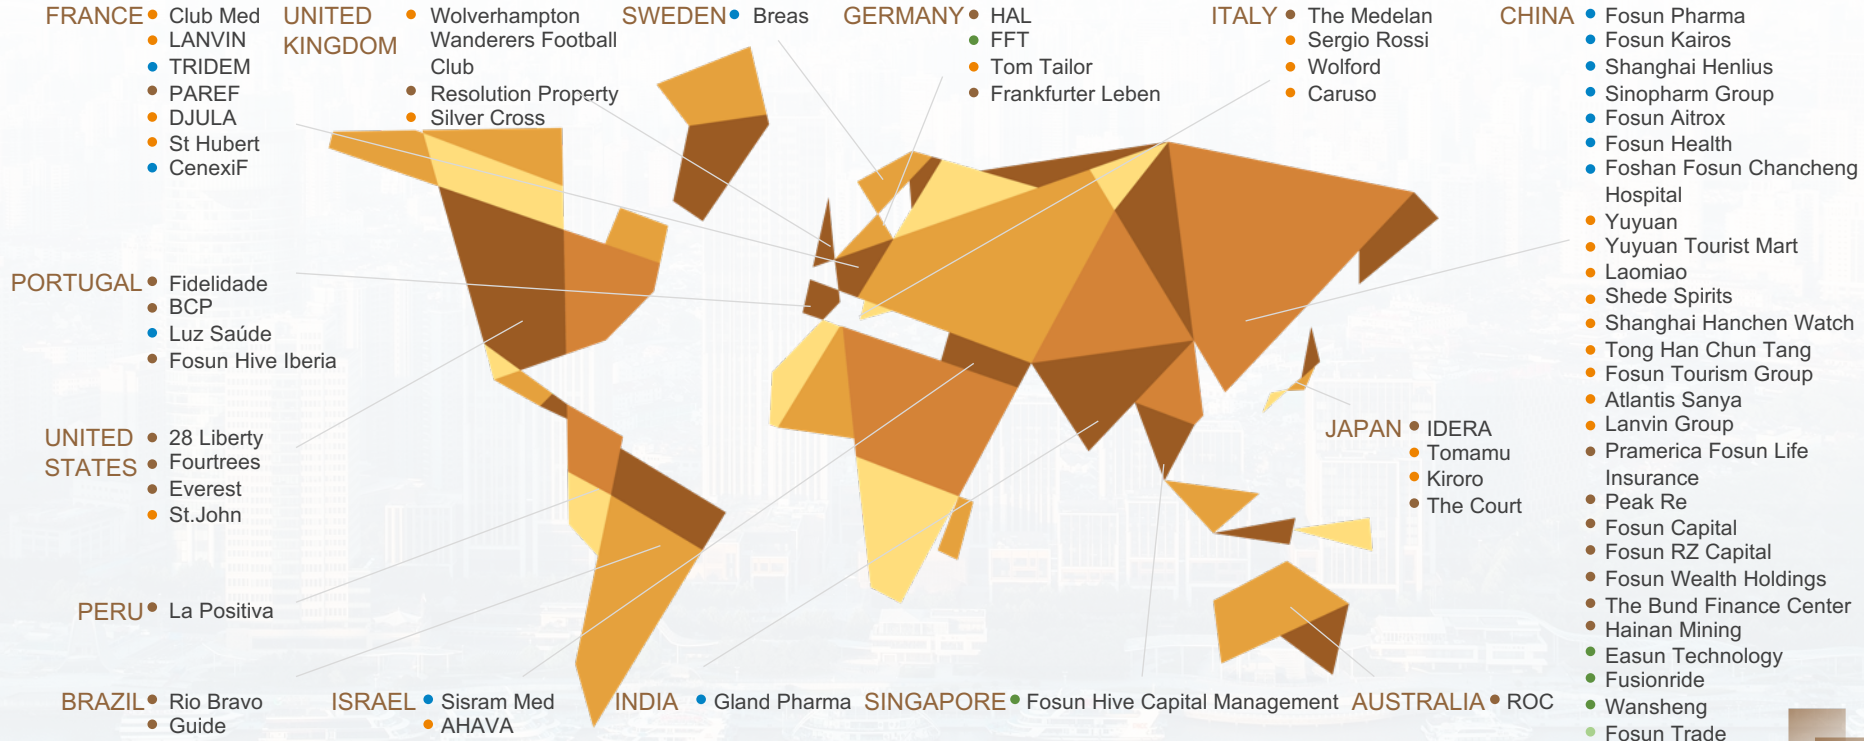 FRANCE
Club Med
LANVIN
TRIDEM
PAREF
DJULA
St Hubert
CenexiF
UNITED
KINGDOM
Wolverhampton
Wanderers Football
Club
Resolution Property
Silver Cross
SWEDEN
Breas
GERMANY
HAL
FFT
Tom Tailor
Frankfurter Leben
ITALY
The Medelan
Sergio Rossi
Wolford
Caruso
CHINA
Fosun Pharma
Fosun Kairos
Shanghai Henlius
Sinopharm Group
Fosun Aitrox
Fosun Health
Foshan Fosun Chancheng
Hospital
Yuyuan
Yuyuan Tourist Mart
Laomiao
Shede Spirits
Shanghai Hanchen Watch
Tong Han Chun Tang
Fosun Tourism Group
Atlantis Sanya
Lanvin Group
Pramerica Fosun Life
Insurance
Peak Re
Fosun Capital
Fosun RZ Capital
Fosun Wealth Holdings
The Bund Finance Center
Hainan Mining
Easun Technology
Fusionride
Wansheng
Fosun Trade
PORTUGAL
Fidelidade
BCP
Luz Saúde
Fosun Hive Iberia
UNITED
STATES
28 Liberty
Fourtrees
Everest
St.John
JAPAN
IDERA
Tomamu
Kiroro
The Court
PERU
La Positiva
BRAZIL
Rio Bravo
Guide
ISRAEL
Sisram Med
AHAVA
INDIA
Gland Pharma
SINGAPORE
Fosun Hive Capital Management
AUSTRALIA
ROC